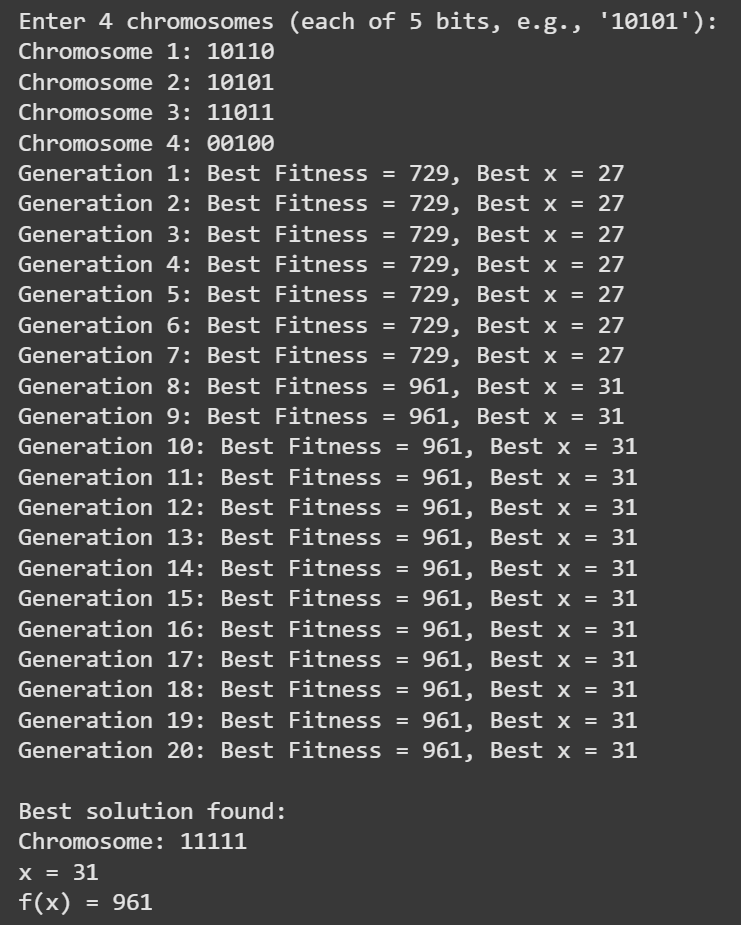 Enter 4 chromosomes (each of 5 bits, e.g., '10101'):
Chromosome 1: 10110
Chromosome 2: 10101
Chromosome 3: 11011
Chromosome 4: 00100
Generation 1: Best Fitness = 729, Best x = 27
Generation 2: Best Fitness = 729, Best x = 27
Generation 3: Best Fitness = 729, Best x = 27
Generation 4: Best Fitness = 729, Best x = 27
Generation 5: Best Fitness = 729, Best x = 27
Generation 6: Best Fitness = 729, Best x = 27
Generation 7: Best Fitness = 729, Best x = 27
Generation 8: Best Fitness = 961, Best x = 31
Generation 9: Best Fitness = 961, Best x = 31
Generation 10: Best Fitness = 961, Best x = 31
Generation 11: Best Fitness = 961, Best x = 31
Generation 12: Best Fitness = 961, Best x = 31
Generation 13: Best Fitness = 961, Best x = 31
Generation 14: Best Fitness = 961, Best x = 31
Generation 15: Best Fitness = 961, Best x = 31
Generation 16: Best Fitness = 961, Best x = 31
Generation 17: Best Fitness = 961, Best x = 31
Generation 18: Best Fitness = 961, Best x = 31
Generation 19: Best Fitness = 961, Best x = 31
Generation 20: Best Fitness = 961, Best x = 31

Best solution found:
Chromosome: 11111
x = 31
f(x) = 961